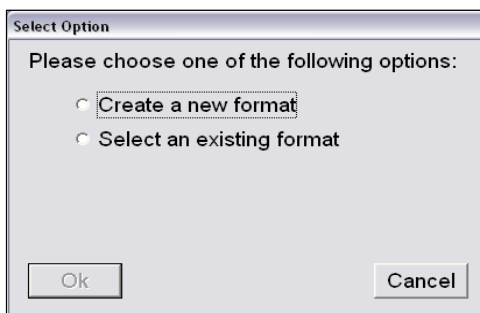 Select Option
Please choose one of the following options:
Create a new format
Select an existing format
Ok
Cancel